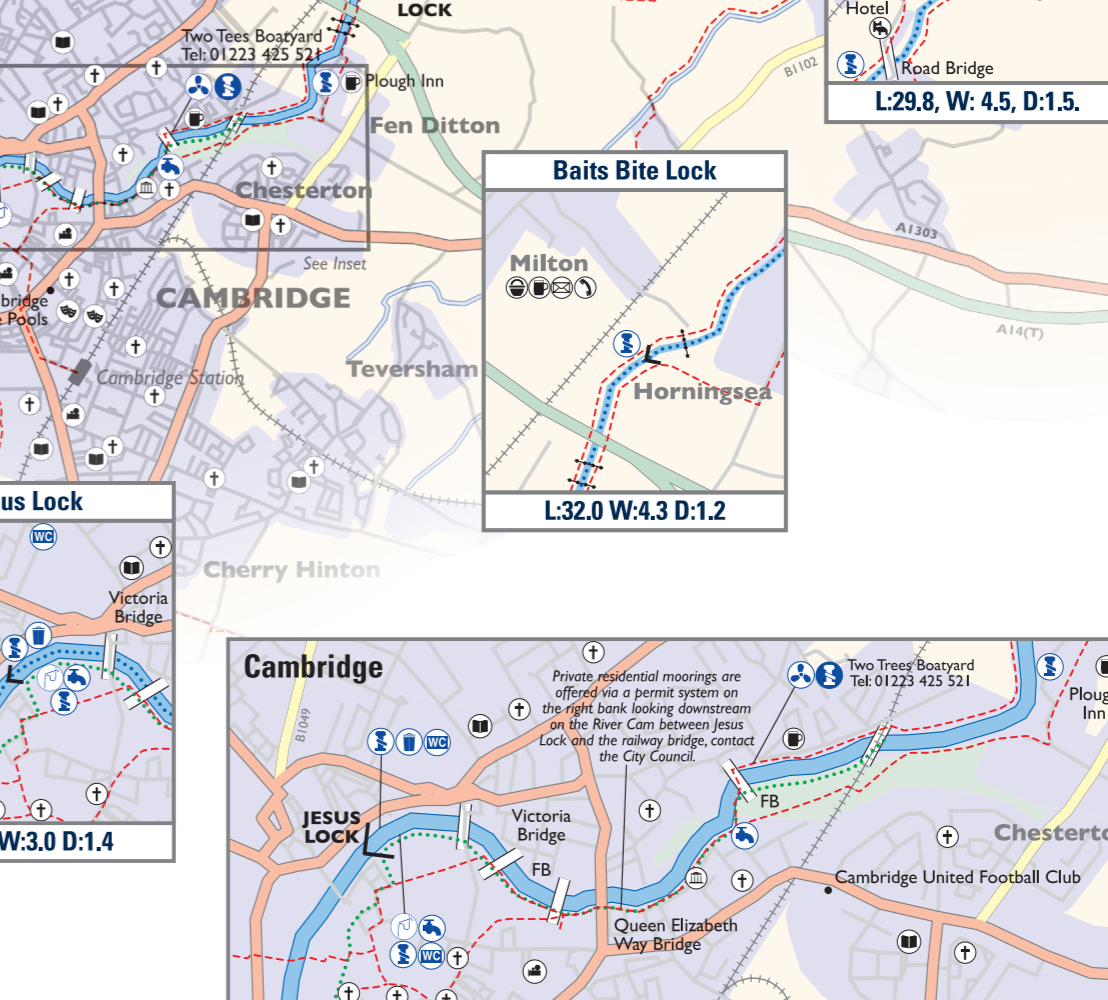 LOCK
Two Tees Boatyard
Tel: 01223 425 521
Plough Inn
Fen Ditton
Chesterton
See Inset
CAMBRIDGE
bridge
Pools
Cambridge Station
Teversham
Cherry Hinton
B1102
Hotel
Road Bridge
L:29.8, W: 4.5, D:1.5.
A1303
A14(T)
Baits Bite Lock
Milton
Horningsea
L:32.0 W:4.3 D:1.2
us Lock
WC
Victoria
Bridge
W:3.0 D:1.4
Cambridge
B1049
Private residential moorings are
offered via a permit system on
the right bank looking downstream
on the River Cam between Jesus
Lock and the railway bridge, contact
the City Council.
Two Trees Boatyard
Tel: 01223 425 521
Ploug
Inn
WC
JESUS
LOCK
Victoria
Bridge
FB
FB
Chesterto
Cambridge United Football Club
Queen Elizabeth
Way Bridge
WC